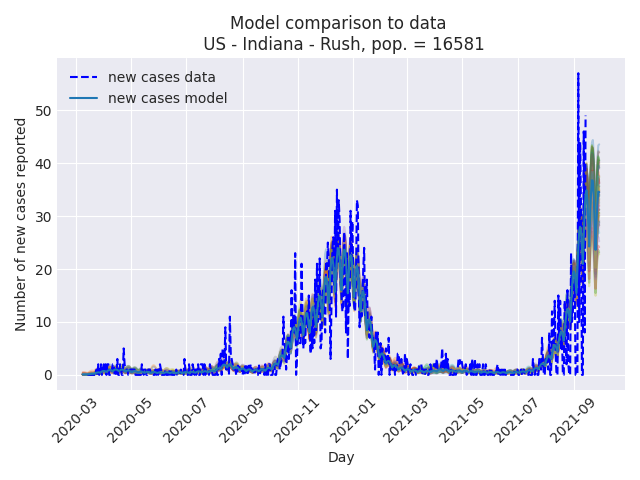 Model comparison to data
US - Indiana - Rush, pop. = 16581
new cases data
new cases model
Number of new cases reported
50
40
30
20
10
0
2020-03
2020-05
2020-07
2020-09
2020-11
2021-01
2021-03
2021-05
2021-07
2021-09
Day